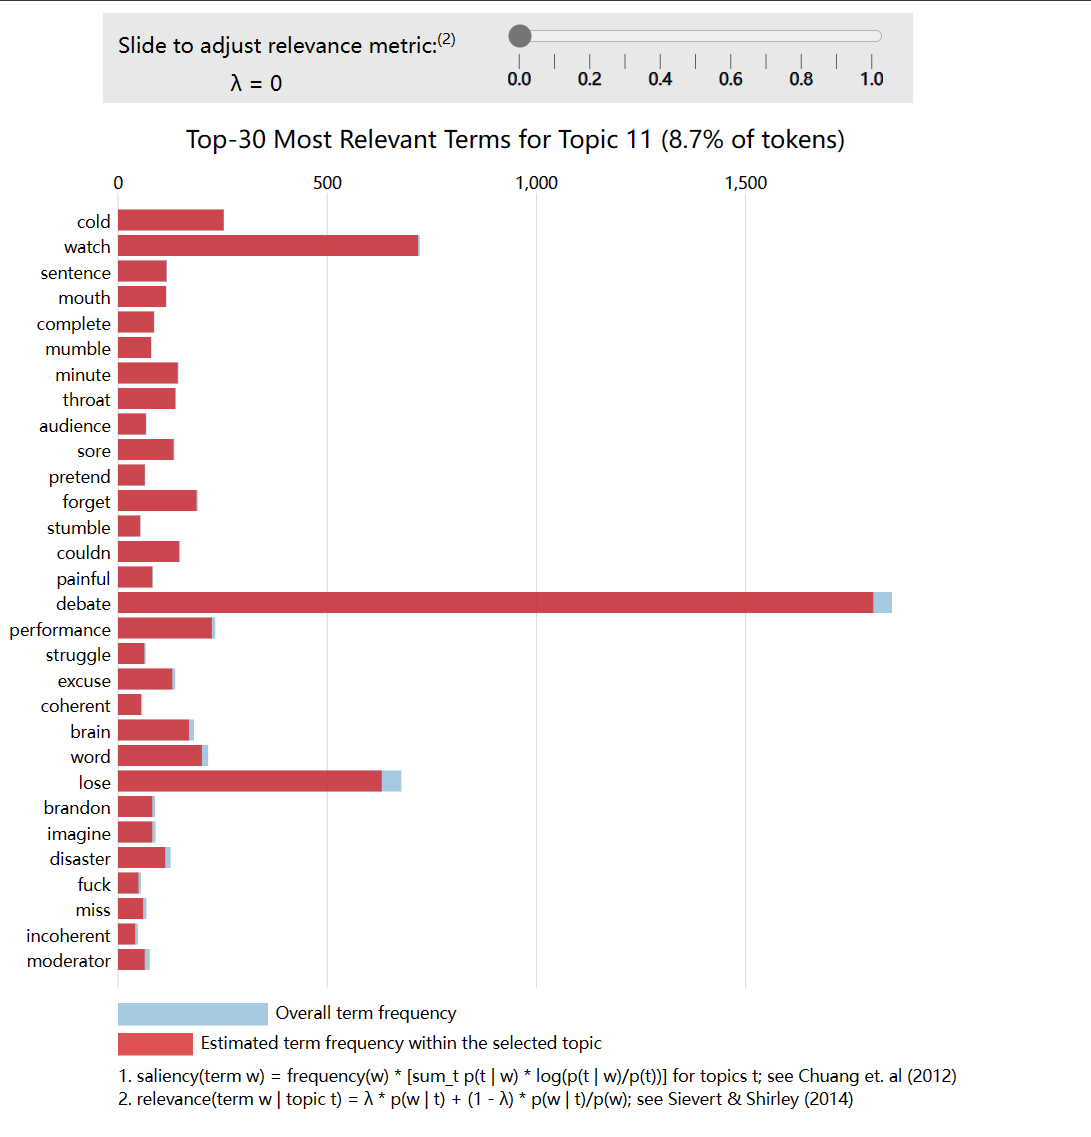 Slide to adjust relevance metric:(2)
λ = 0
0.0 0.2 0.4 0.6 0.8 1.0
Top-30 Most Relevant Terms for Topic 11 (8.7% of tokens)
0 500 1,000 1,500
cold
watch
sentence
mouth
complete
mumble
minute
throat
audience
sore
pretend
forget
stumble
couldn
painful
debate
performance
struggle
excuse
coherent
brain
word
lose
brandon
imagine
disaster
fuck
miss
incoherent
moderator
Overall term frequency
Estimated term frequency within the selected topic
1. saliency(term w) = frequency(w) * [sum_t p(t | w) * log(p(t | w)/p(t))] for topics t; see Chuang et. al (2012)
2. relevance(term w | topic t) = λ * p(w | t) + (1 - λ) * p(w | t)/p(w); see Sievert & Shirley (2014)